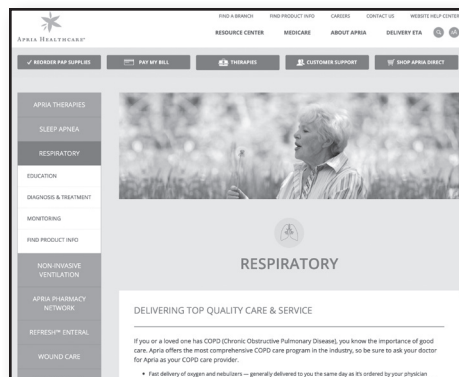 FIND A BRANCH FIND PRODUCT INFO CAREERS CONTACT US WEBSITE HELP CENTER
APRIA HEALTHCARE®
RESOURCE CENTER MEDICARE ABOUT APRIA DELIVERY ETA aA
✓ REORDER PAP SUPPLIES PAY MY BILL THERAPIES CUSTOMER SUPPORT SHOP APRIA DIRECT
APRIA THERAPIES
SLEEP APNEA
RESPIRATORY
EDUCATION
DIAGNOSIS & TREATMENT
MONITORING
FIND PRODUCT INFO
NON-INVASIVE
VENTILATION
APRIA PHARMACY
NETWORK
REFRESH™ ENTERAL
WOUND CARE
RESPIRATORY
DELIVERING TOP QUALITY CARE & SERVICE
If you or a loved one has COPD (Chronic Obstructive Pulmonary Disease), you know the importance of good
care. Apria offers the most comprehensive COPD care program in the industry, so be sure to ask your doctor
for Apria as your COPD care provider.
• Fast delivery of oxygen and nebulizers — generally delivered to you the same day as it's ordered by your physician